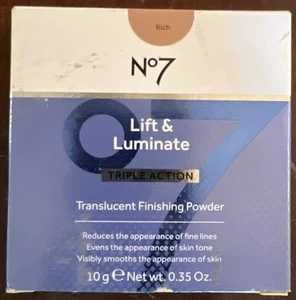 Rich
No7
Lift &
Luminate
TRIPLE ACTION
Translucent Finishing Powder
Reduces the appearance of fine lines
Evens the appearance of skin tone
Visibly smooths the appearance of skin
10 g ℮ Net wt. 0.35 Oz.